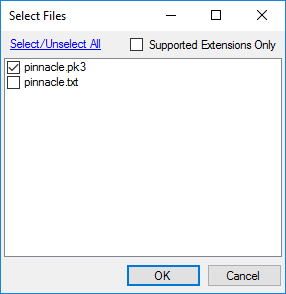 Select Files
Select/Unselect All
Supported Extensions Only
pinnacle.pk3
pinnacle.txt
OK
Cancel